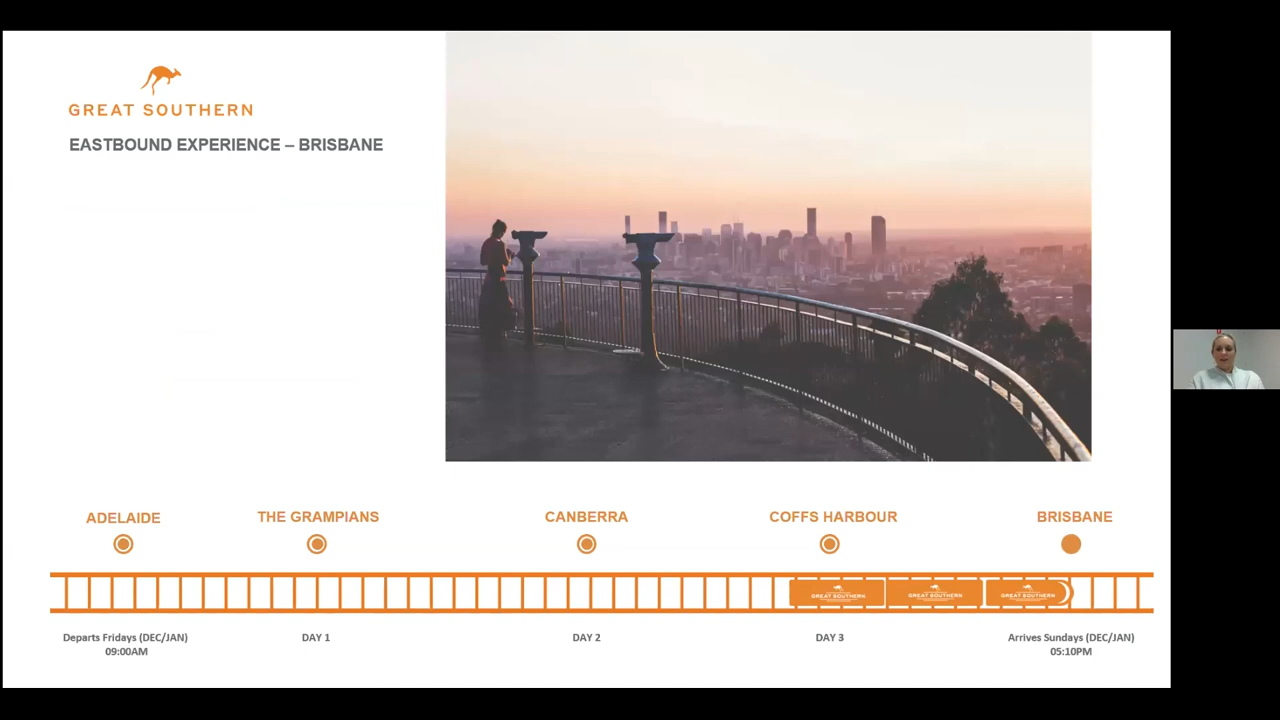 GREAT SOUTHERN
EASTBOUND EXPERIENCE – BRISBANE
ADELAIDE
THE GRAMPIANS
CANBERRA
COFFS HARBOUR
BRISBANE
GREAT SOUTHERN
GREAT SOUTHERN
GREAT SOUTHERN
Departs Fridays (DEC/JAN)
09:00AM
DAY 1
DAY 2
DAY 3
Arrives Sundays (DEC/JAN)
05:10PM